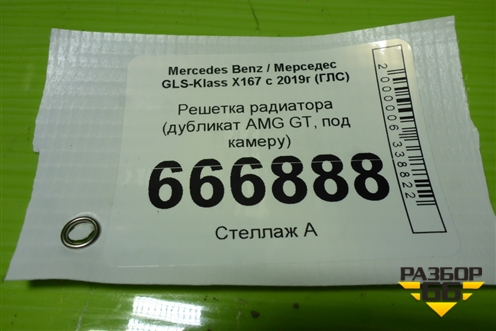 Mercedes Benz / Мерседес
GLS-Klass X167 с 2019г (ГЛС)
Решетка радиатора
(дубликат AMG GT, под
камеру)
666888
Стеллаж А
2000006338822
РАЗБОР
66